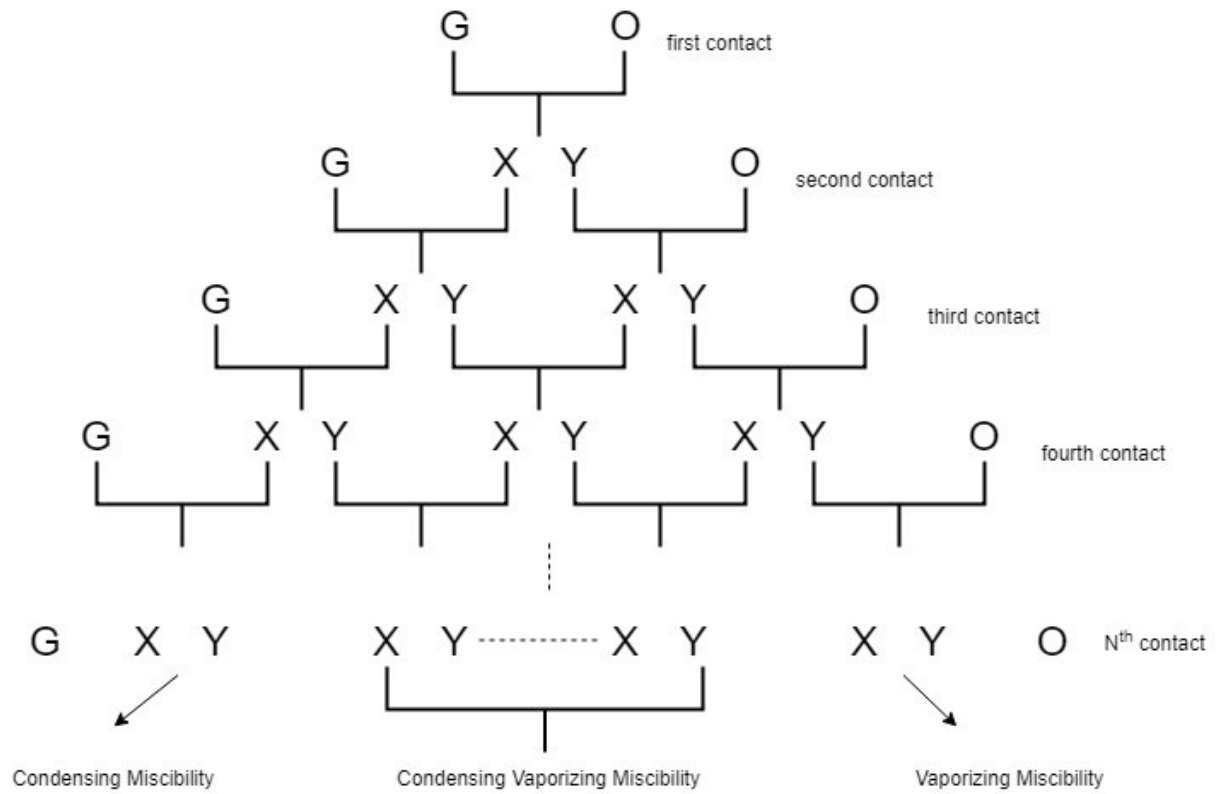 G O first contact
G X Y O second contact
G X Y X Y O third contact
G X Y X Y X Y O fourth contact
G X Y X Y X Y X Y O Nth contact
Condensing Miscibility Condensing Vaporizing Miscibility Vaporizing Miscibility